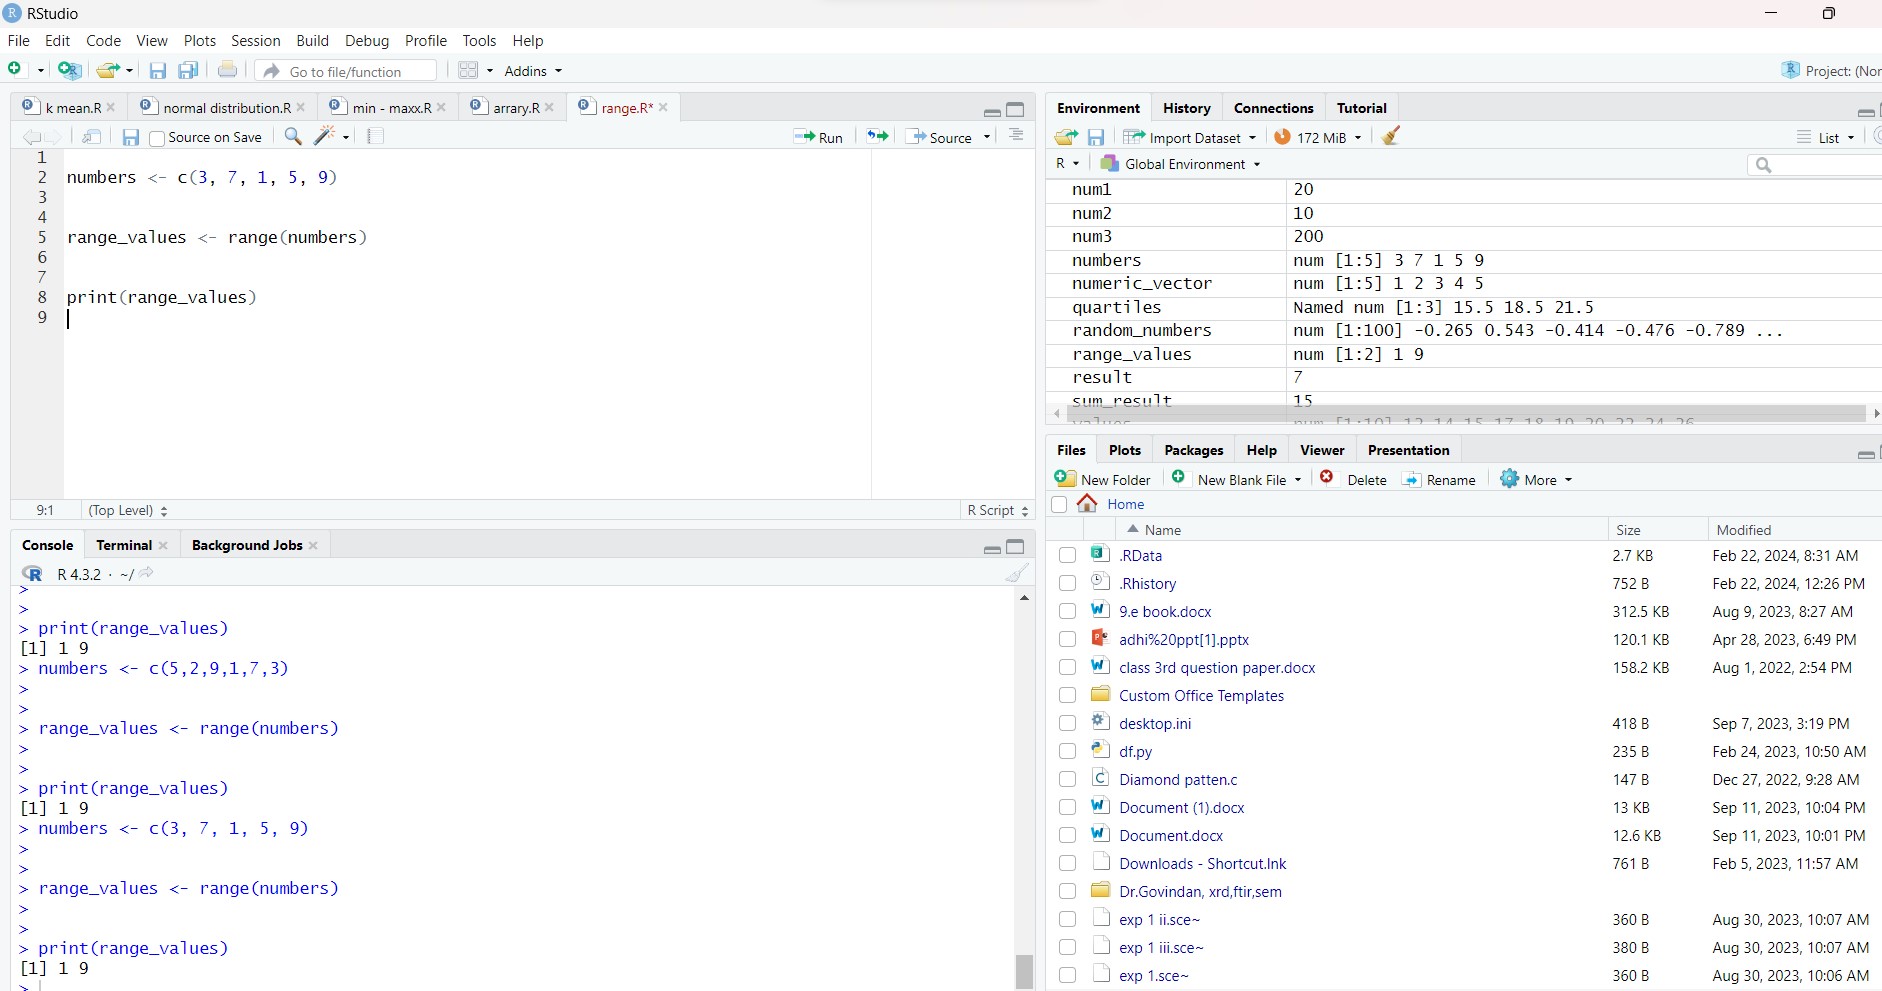 RStudio
File Edit Code View Plots Session Build Debug Profile Tools Help
Go to file/function Addins Project: (Nor
k mean.R normal distribution.R min - maxx.R arrary.R range.R*
Source on Save Run Source
1
2 numbers <- c(3, 7, 1, 5, 9)
3
4
5 range_values <- range(numbers)
6
7
8 print(range_values)
9
9:1 (Top Level) R Script
Console Terminal Background Jobs
R 4.3.2 · ~/
>
>
> print(range_values)
[1] 1 9
> numbers <- c(5,2,9,1,7,3)
>
>
> range_values <- range(numbers)
>
>
> print(range_values)
[1] 1 9
> numbers <- c(3, 7, 1, 5, 9)
>
>
> range_values <- range(numbers)
>
>
> print(range_values)
[1] 1 9
>
Environment History Connections Tutorial
Import Dataset 172 MiB List
R Global Environment
num1 20
num2 10
num3 200
numbers num [1:5] 3 7 1 5 9
numeric_vector num [1:5] 1 2 3 4 5
quartiles Named num [1:3] 15.5 18.5 21.5
random_numbers num [1:100] -0.265 0.543 -0.414 -0.476 -0.789 ...
range_values num [1:2] 1 9
result 7
sum_result 15
values num [1:10] 12 14 15 17 18 19 20 22 24 26
Files Plots Packages Help Viewer Presentation
New Folder New Blank File Delete Rename More
Home
Name Size Modified
.RData 2.7 KB Feb 22, 2024, 8:31 AM
.Rhistory 752 B Feb 22, 2024, 12:26 PM
9.e book.docx 312.5 KB Aug 9, 2023, 8:27 AM
adhi%20ppt[1].pptx 120.1 KB Apr 28, 2023, 6:49 PM
class 3rd question paper.docx 158.2 KB Aug 1, 2022, 2:54 PM
Custom Office Templates
desktop.ini 418 B Sep 7, 2023, 3:19 PM
df.py 235 B Feb 24, 2023, 10:50 AM
Diamond patten.c 147 B Dec 27, 2022, 9:28 AM
Document (1).docx 13 KB Sep 11, 2023, 10:04 PM
Document.docx 12.6 KB Sep 11, 2023, 10:01 PM
Downloads - Shortcut.lnk 761 B Feb 5, 2023, 11:57 AM
Dr.Govindan, xrd,ftir,sem
exp 1 ii.sce~ 360 B Aug 30, 2023, 10:07 AM
exp 1 iii.sce~ 380 B Aug 30, 2023, 10:07 AM
exp 1.sce~ 360 B Aug 30, 2023, 10:06 AM